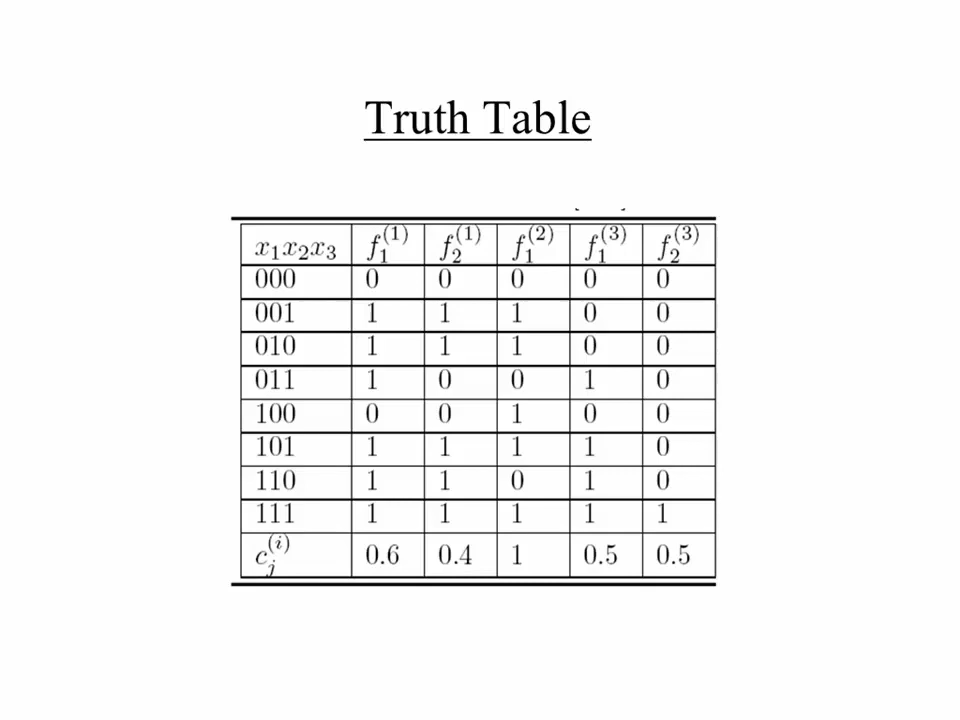 Truth Table
x₁x₂x₃ f₁⁽¹⁾ f₂⁽¹⁾ f₁⁽²⁾ f₁⁽³⁾ f₂⁽³⁾
000 0 0 0 0 0
001 1 1 1 0 0
010 1 1 1 0 0
011 1 0 0 1 0
100 0 0 1 0 0
101 1 1 1 1 0
110 1 1 0 1 0
111 1 1 1 1 1
cⱼ⁽ⁱ⁾ 0.6 0.4 1 0.5 0.5